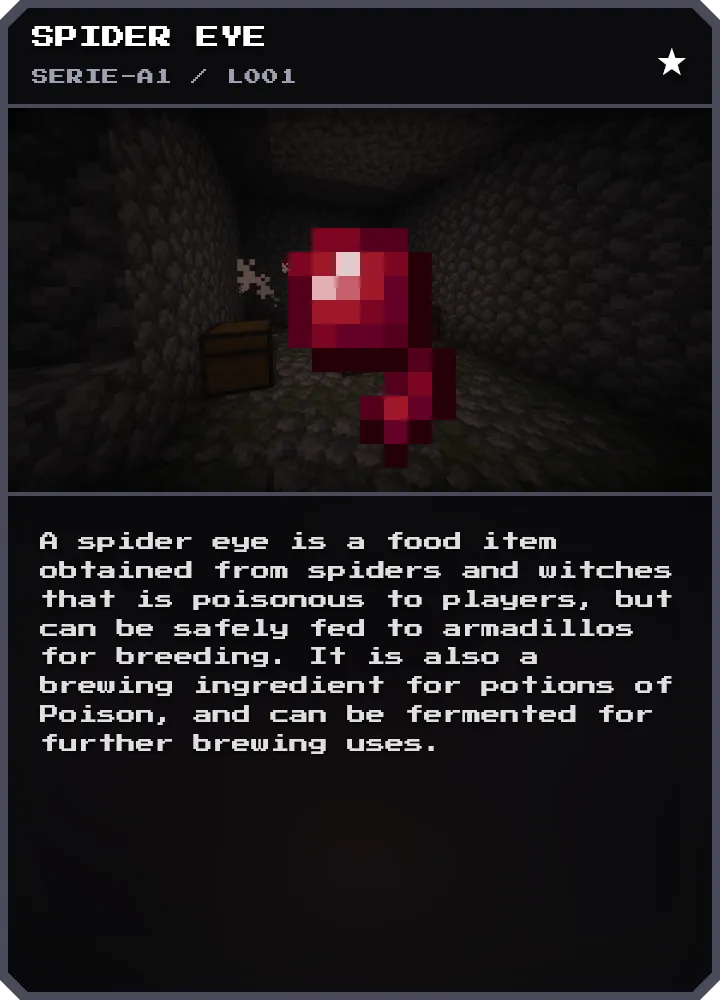 SPIDER EYE
SERIE-A1 / L001
A spider eye is a food item
obtained from spiders and witches
that is poisonous to players, but
can be safely fed to armadillos
for breeding. It is also a
brewing ingredient for potions of
Poison, and can be fermented for
further brewing uses.